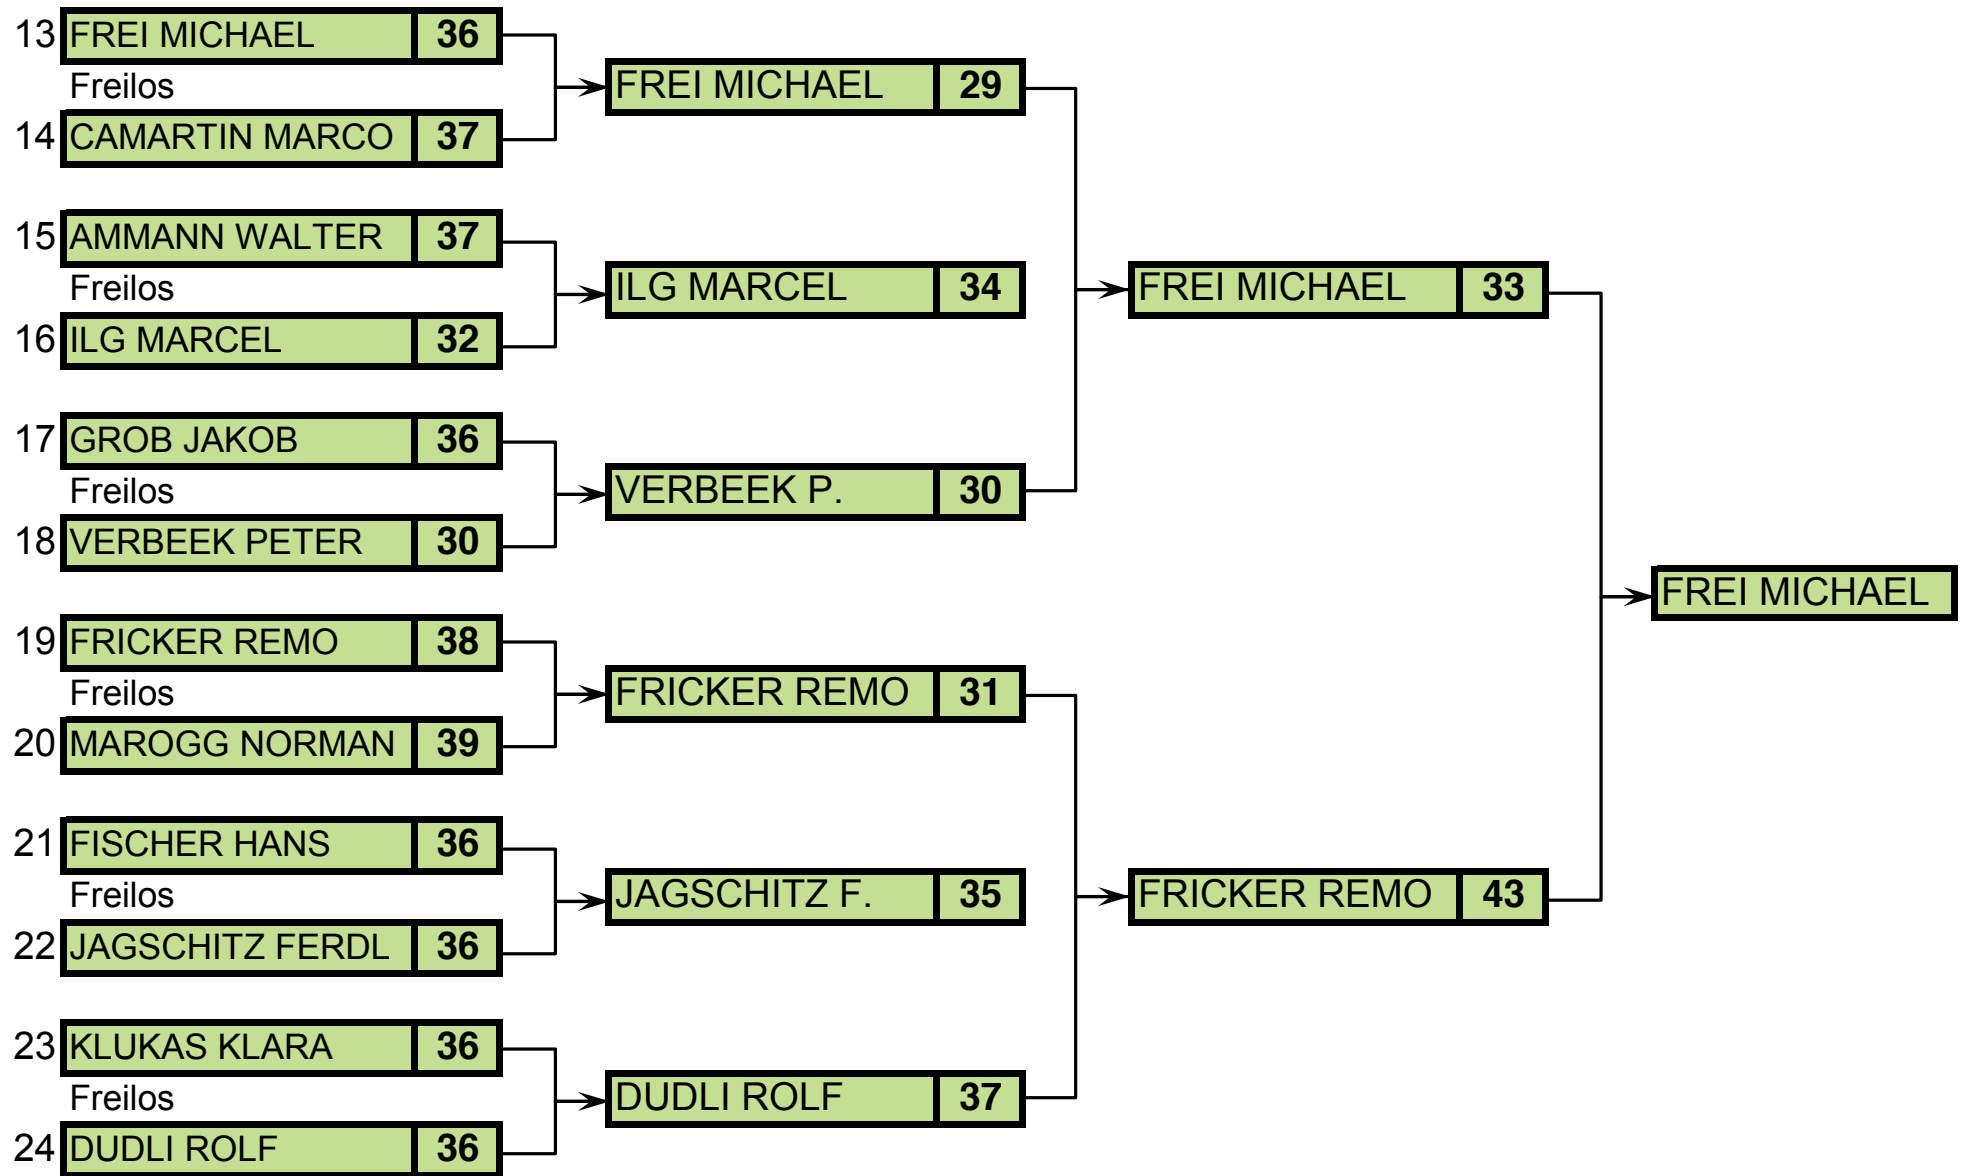 13 FREI MICHAEL 36
Freilos
14 CAMARTIN MARCO 37
15 AMMANN WALTER 37
Freilos
16 ILG MARCEL 32
17 GROB JAKOB 36
Freilos
18 VERBEEK PETER 30
19 FRICKER REMO 38
Freilos
20 MAROGG NORMAN 39
21 FISCHER HANS 36
Freilos
22 JAGSCHITZ FERDL 36
23 KLUKAS KLARA 36
Freilos
24 DUDLI ROLF 36
FREI MICHAEL 29
ILG MARCEL 34
VERBEEK P. 30
FRICKER REMO 31
JAGSCHITZ F. 35
DUDLI ROLF 37
FREI MICHAEL 33
FRICKER REMO 43
FREI MICHAEL